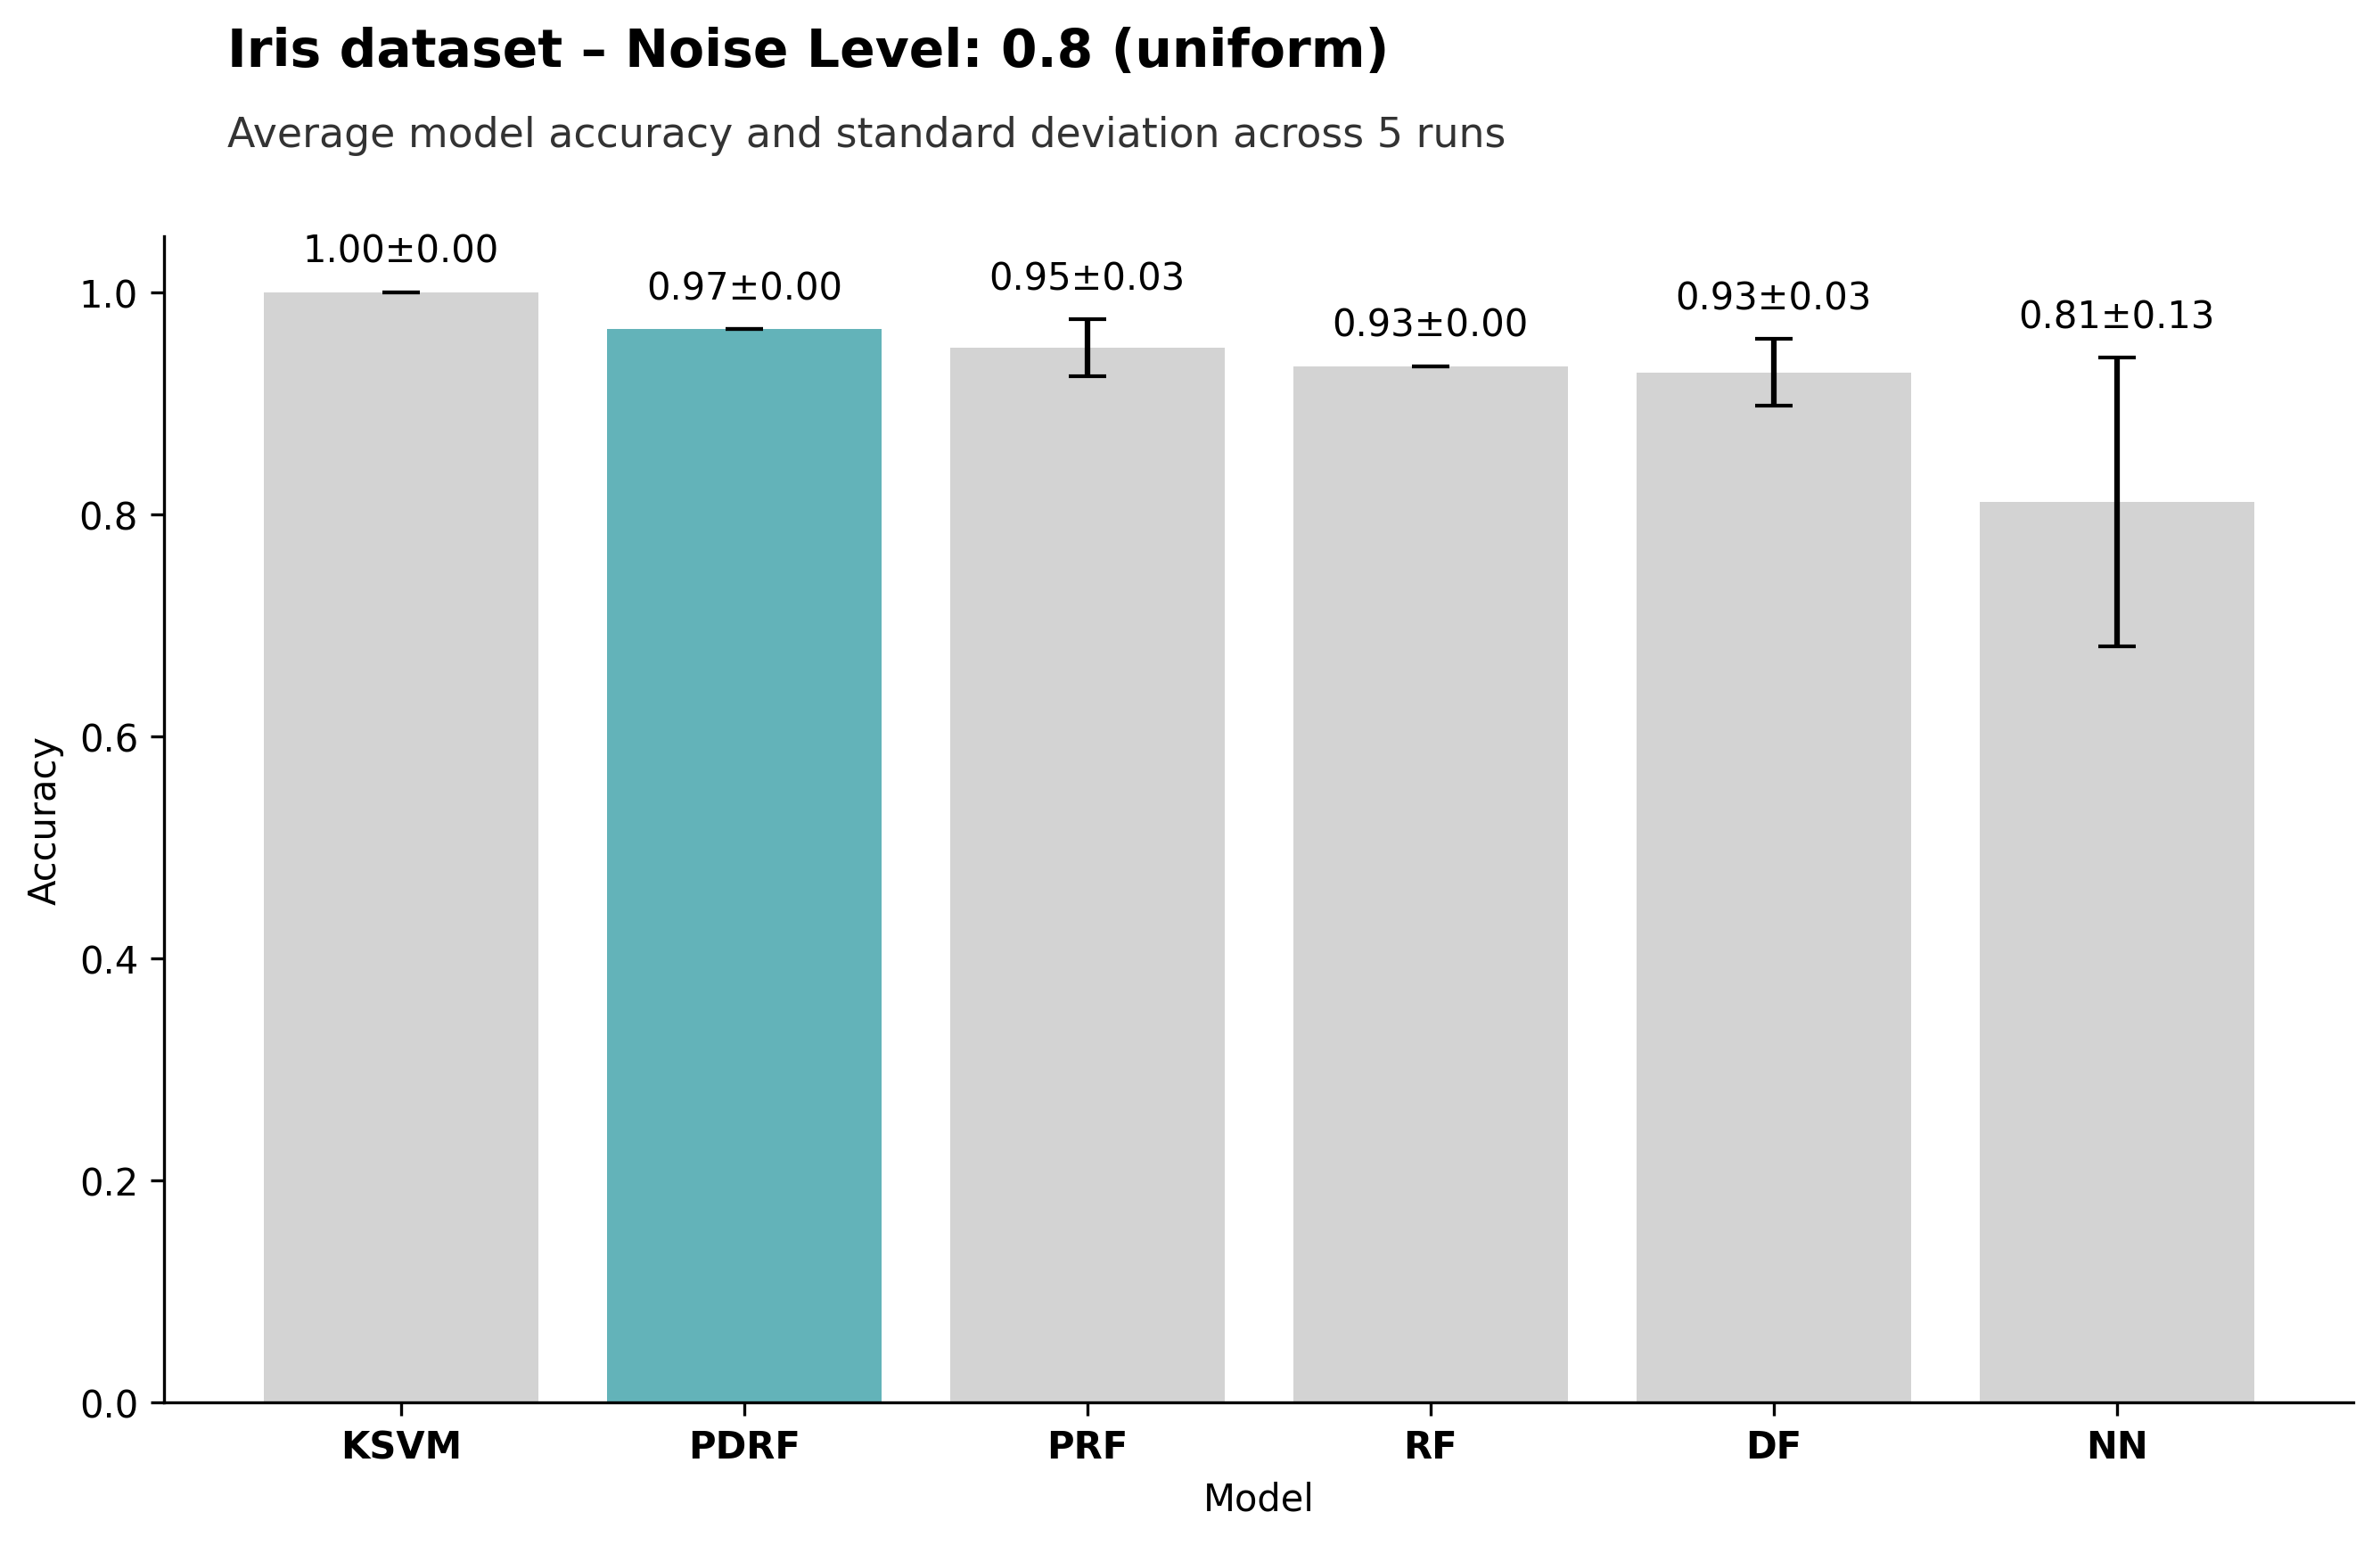 Iris dataset – Noise Level: 0.8 (uniform)
Average model accuracy and standard deviation across 5 runs
1.00±0.00
0.97±0.00
0.95±0.03
0.93±0.00
0.93±0.03
0.81±0.13
1.0
0.8
0.6
0.4
0.2
0.0
Accuracy
KSVM PDRF PRF RF DF NN
Model